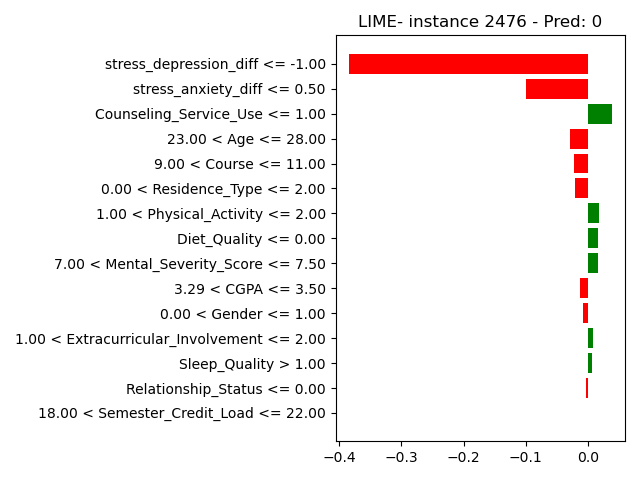 LIME- instance 2476 - Pred: 0
stress_depression_diff <= -1.00
stress_anxiety_diff <= 0.50
Counseling_Service_Use <= 1.00
23.00 < Age <= 28.00
9.00 < Course <= 11.00
0.00 < Residence_Type <= 2.00
1.00 < Physical_Activity <= 2.00
Diet_Quality <= 0.00
7.00 < Mental_Severity_Score <= 7.50
3.29 < CGPA <= 3.50
0.00 < Gender <= 1.00
1.00 < Extracurricular_Involvement <= 2.00
Sleep_Quality > 1.00
Relationship_Status <= 0.00
18.00 < Semester_Credit_Load <= 22.00
−0.4 −0.3 −0.2 −0.1 0.0